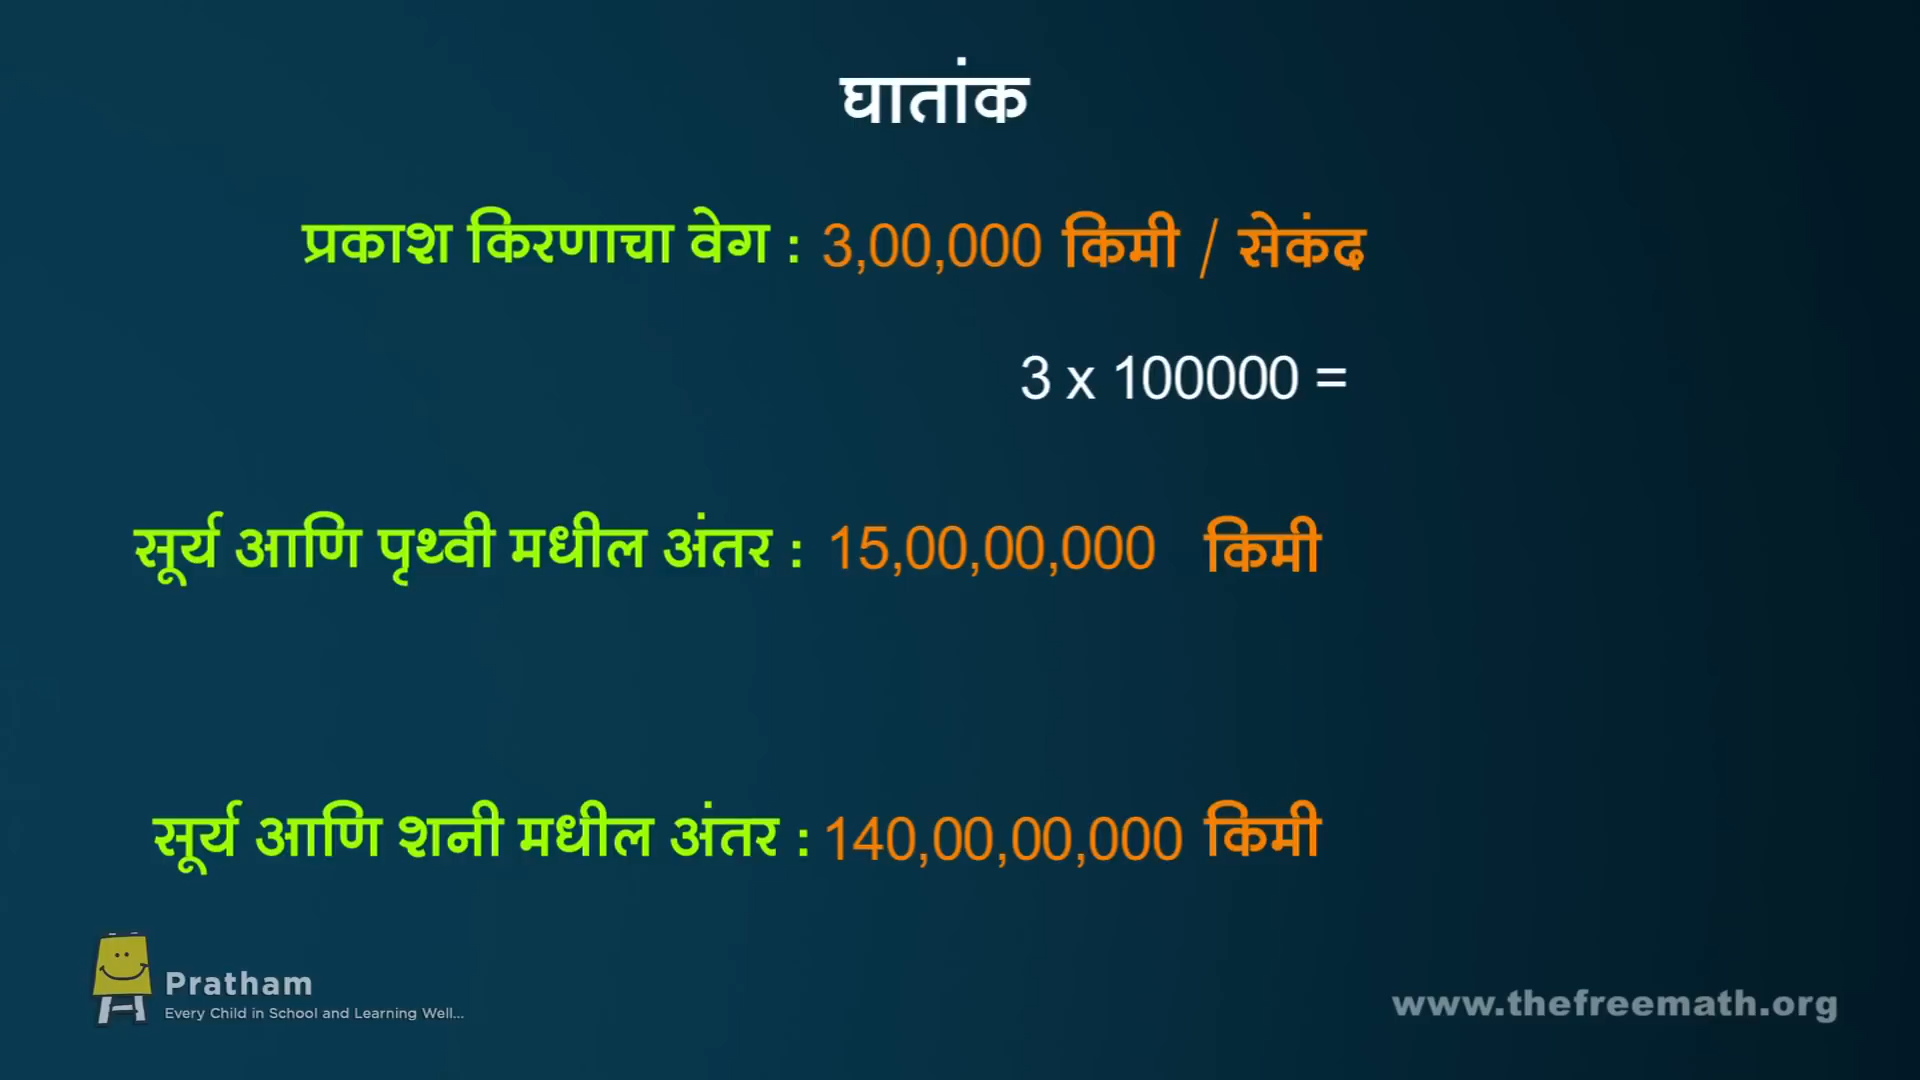 घातांक
प्रकाश किरणाचा वेग : 3,00,000 किमी / सेकंद
3 x 100000 =
सूर्य आणि पृथ्वी मधील अंतर : 15,00,00,000 किमी
सूर्य आणि शनी मधील अंतर : 140,00,00,000 किमी
Pratham
Every Child in School and Learning Well...
www.thefreemath.org